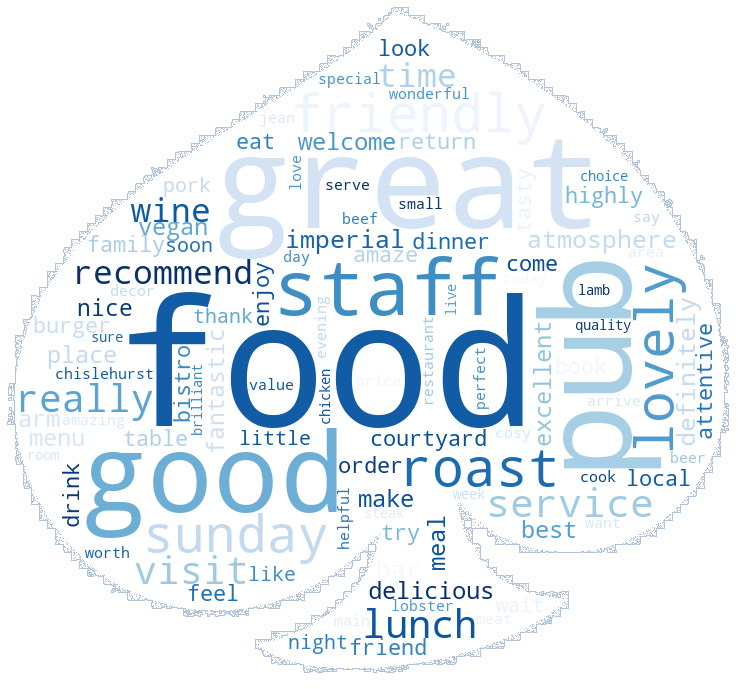 look
special
time
wonderful
jean
friendly
eat
love
welcome
return
great
tasty
choice
pork
serve
small
highly
wine
beef
say
vegan
family
soon
imperial
dinner
atmosphere
day
amaze
area
recommend
enjoy
staff
come
today
decor
nice
live
lamb
pub
lovely
burger
sure
thank
evening
food
quality
definitely
attentive
place
chislehurst
bistro
brilliant
fantastic
value
chicken
price
restaurant
perfect
excellent
book
really
arrive
arm
amazing
menu
table
little
courtyard
cosy
room
good
order
roast
beer
drink
helpful
make
week
cook
local
service
steak
sunday
try
meal
best
want
worth
visit
like
bar
feel
delicious
lobster
wait
main
lunch
meat
night
friend